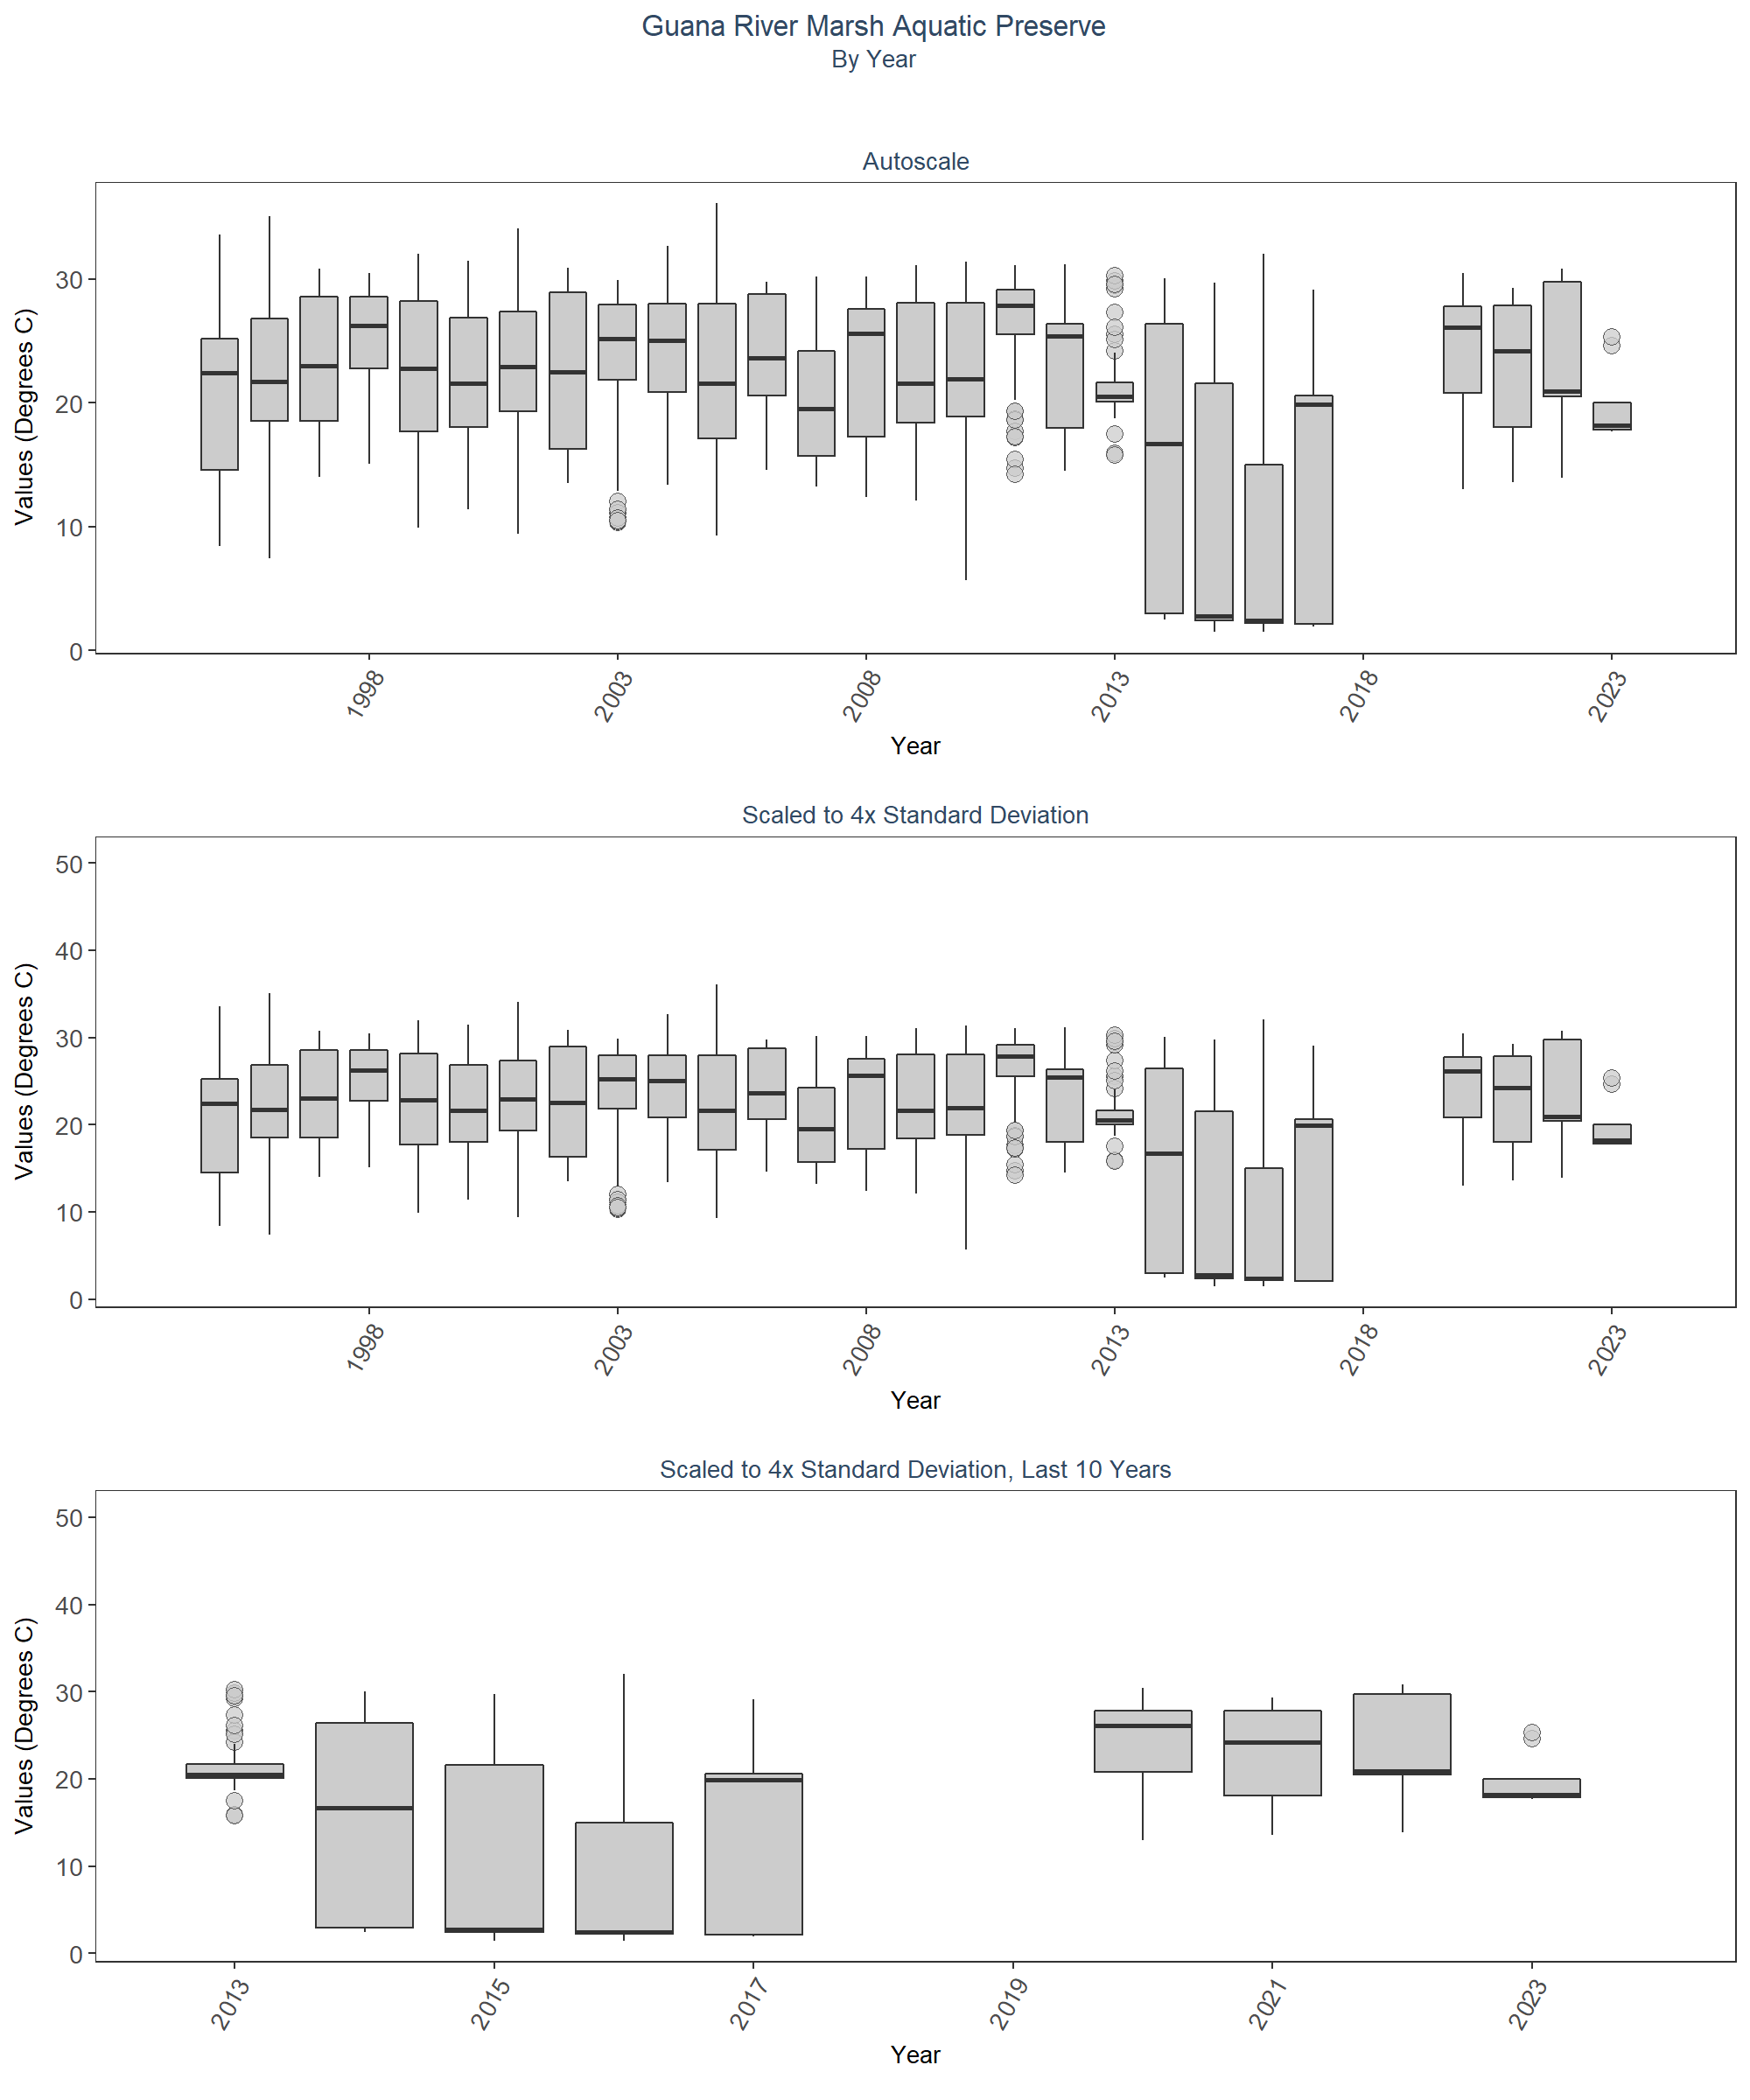 Guana River Marsh Aquatic Preserve
By Year
Autoscale
Values (Degrees C)
30
20
10
0
1998 2003 2008 2013 2018 2023
Year
Scaled to 4x Standard Deviation
Values (Degrees C)
50
40
30
20
10
0
1998 2003 2008 2013 2018 2023
Year
Scaled to 4x Standard Deviation, Last 10 Years
Values (Degrees C)
50
40
30
20
10
0
2013 2015 2017 2019 2021 2023
Year